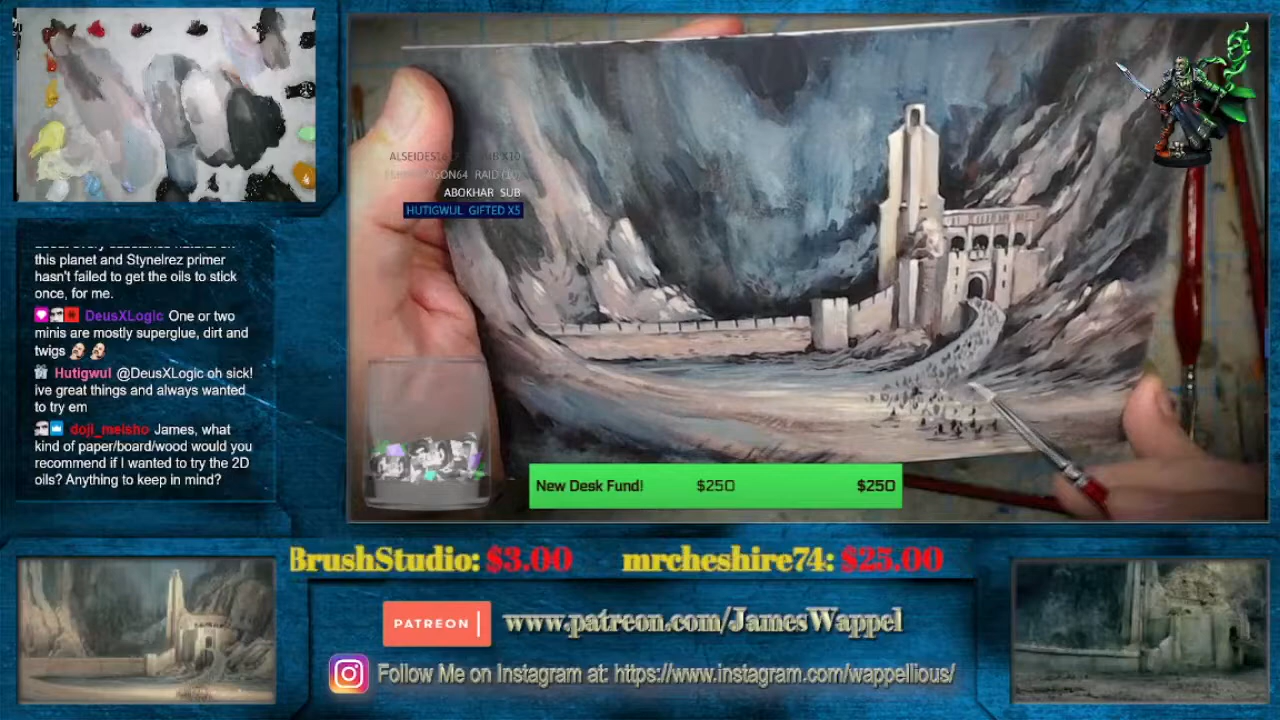 this planet and Stynelrez primer
hasn't failed to get the oils to stick
once, for me.
DeusXLogic One or two
minis are mostly superglue, dirt and
twigs
Hutigwul @DeusXLogic oh sick!
ive great things and always wanted
to try em
doji_meisho James, what
kind of paper/board/wood would you
recommend if I wanted to try the 2D
oils? Anything to keep in mind?
X10
RAID
ABOKHAR SUB
HUTIGWUL GIFTED X5
New Desk Fund! $250 $250
BrushStudio: $3.00 mrcheshire74: $25.00
PATREON www.patreon.com/JamesWappel
Follow Me on Instagram at: https://www.instagram.com/wappellious/